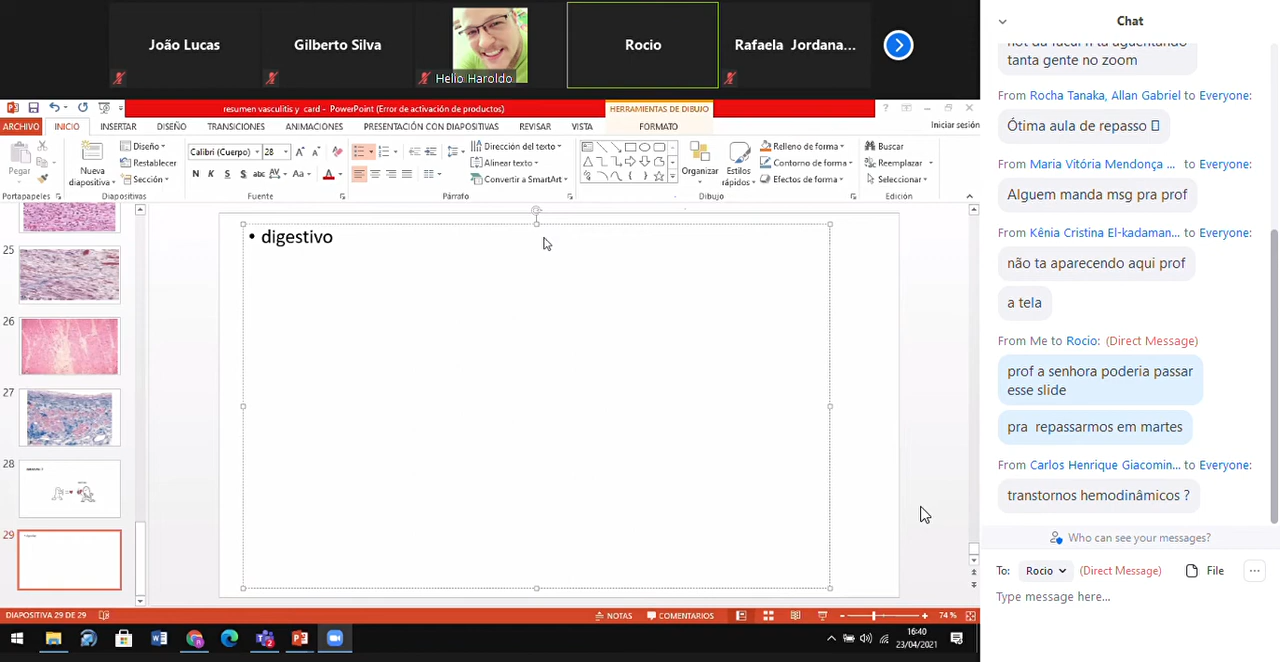 João Lucas
Gilberto Silva
Helio Haroldo
Rocio
Rafaela Jordana...
resumen vasculitis y card - PowerPoint (Error de activación de productos)
HERRAMIENTAS DE DIBUJO
ARCHIVO
INICIO
INSERTAR
DISEÑO
TRANSICIONES
ANIMACIONES
PRESENTACIÓN CON DIAPOSITIVAS
REVISAR
VISTA
FORMATO
Iniciar sesión
Pegar
Nueva
diapositiva
Diseño
Restablecer
Sección
Calibri (Cuerpo)
28
N K S S abc AV Aa A
Dirección del texto
Alinear texto
Convertir a SmartArt
Organizar
Estilos
rápidos
Relleno de forma
Contorno de forma
Efectos de forma
Buscar
Reemplazar
Seleccionar
Portapapeles
Diapositivas
Fuente
Párrafo
Dibujo
Edición
25
26
27
28
29
• digestivo
DIAPOSITIVA 29 DE 29
NOTAS
COMENTARIOS
74 %
16:40
23/04/2021
Chat
tanta gente no zoom
From Rocha Tanaka, Allan Gabriel to Everyone:
Ótima aula de repasso
From Maria Vitória Mendonça ... to Everyone:
Alguem manda msg pra prof
From Kênia Cristina El-kadaman... to Everyone:
não ta aparecendo aqui prof
a tela
From Me to Rocio: (Direct Message)
prof a senhora poderia passar
esse slide
pra repassarmos em martes
From Carlos Henrique Giacomin... to Everyone:
transtornos hemodinâmicos ?
Who can see your messages?
To: Rocio (Direct Message) File ...
Type message here...